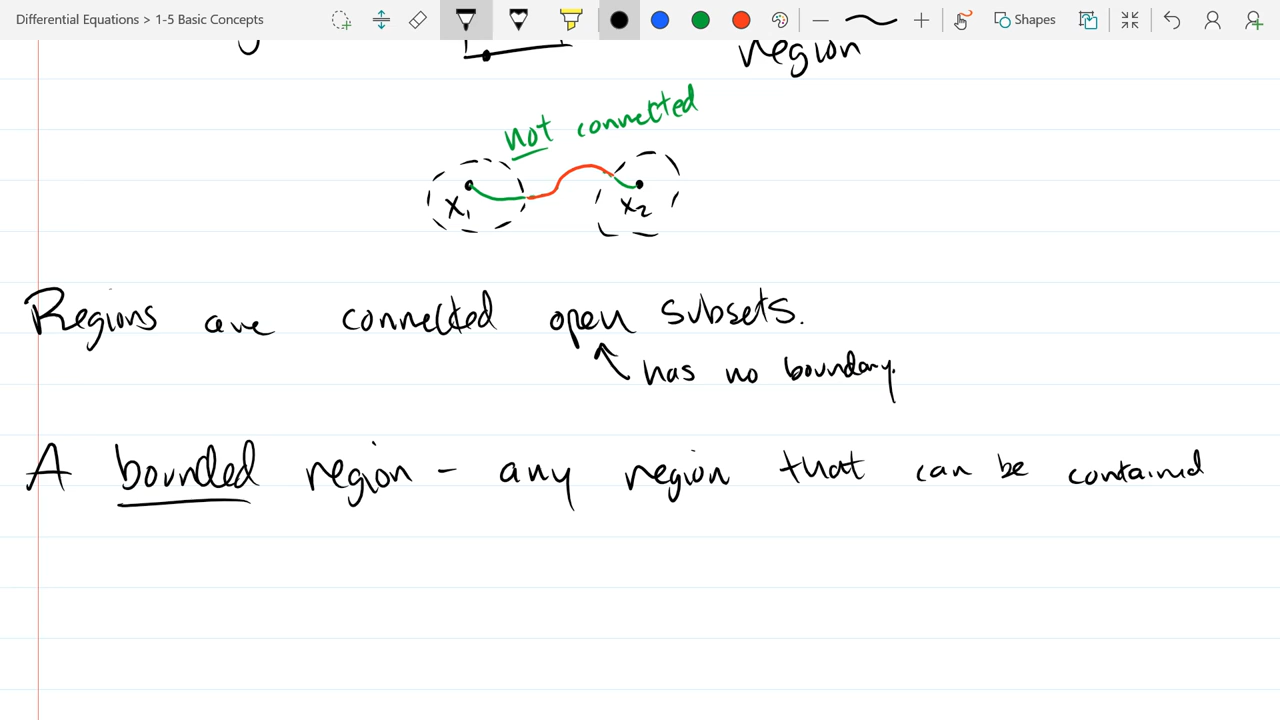 Differential Equations > 1-5 Basic Concepts
Shapes
region
not connected
x₁
x₂
Regions are connected open subsets.
has no boundary.
A bounded region - any region that can be contained